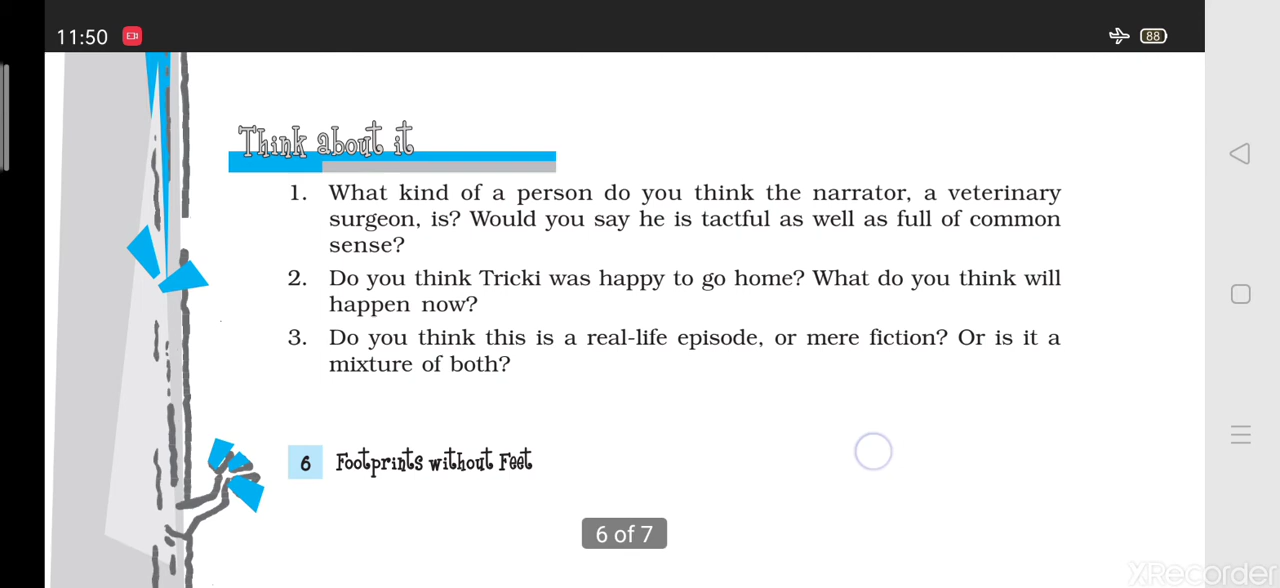 11:50
88
Think about it
1. What kind of a person do you think the narrator, a veterinary
surgeon, is? Would you say he is tactful as well as full of common
sense?
2. Do you think Tricki was happy to go home? What do you think will
happen now?
3. Do you think this is a real-life episode, or mere fiction? Or is it a
mixture of both?
6 Footprints without Feet
6 of 7
XRecorder